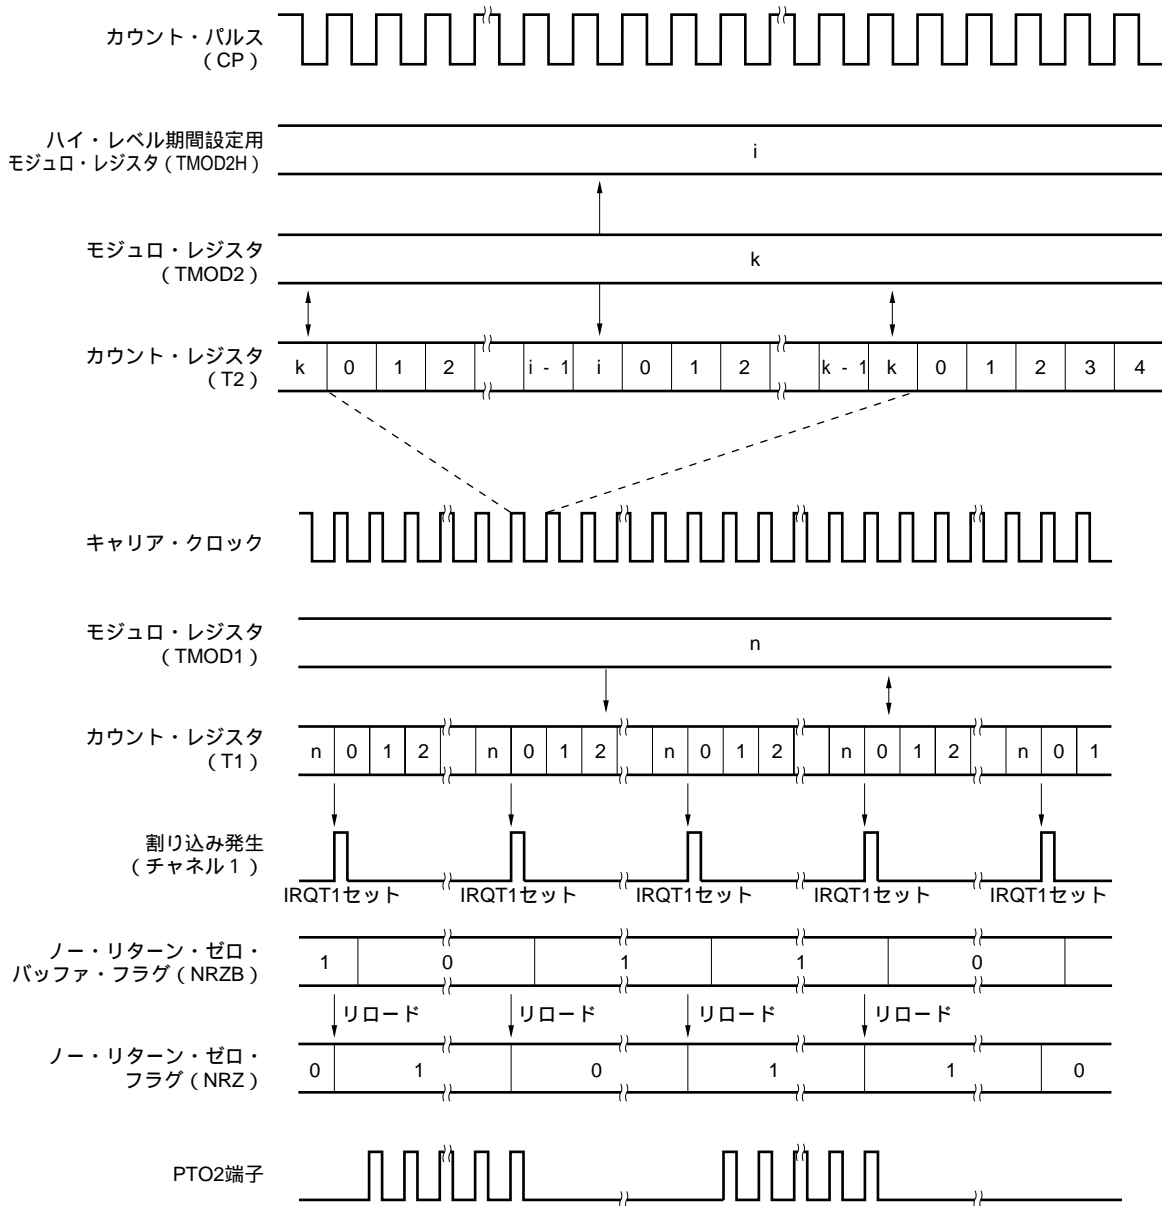 カウント・パルス
(CP)
ハイ・レベル期間設定用
モジュロ・レジスタ(TMOD2H)
i
モジュロ・レジスタ
(TMOD2)
k
カウント・レジスタ
(T2)
k 0 1 2 i - 1 i 0 1 2 k - 1 k 0 1 2 3 4
キャリア・クロック
モジュロ・レジスタ
(TMOD1)
n
カウント・レジスタ
(T1)
n 0 1 2 n 0 1 2 n 0 1 2 n 0 1 2 n 0 1
割り込み発生
(チャネル1)
IRQT1セット IRQT1セット IRQT1セット IRQT1セット IRQT1セット
ノー・リターン・ゼロ・
バッファ・フラグ(NRZB)
1 0 1 1 0
リロード リロード リロード リロード
ノー・リターン・ゼロ・
フラグ(NRZ)
0 1 0 1 1 0
PTO2端子